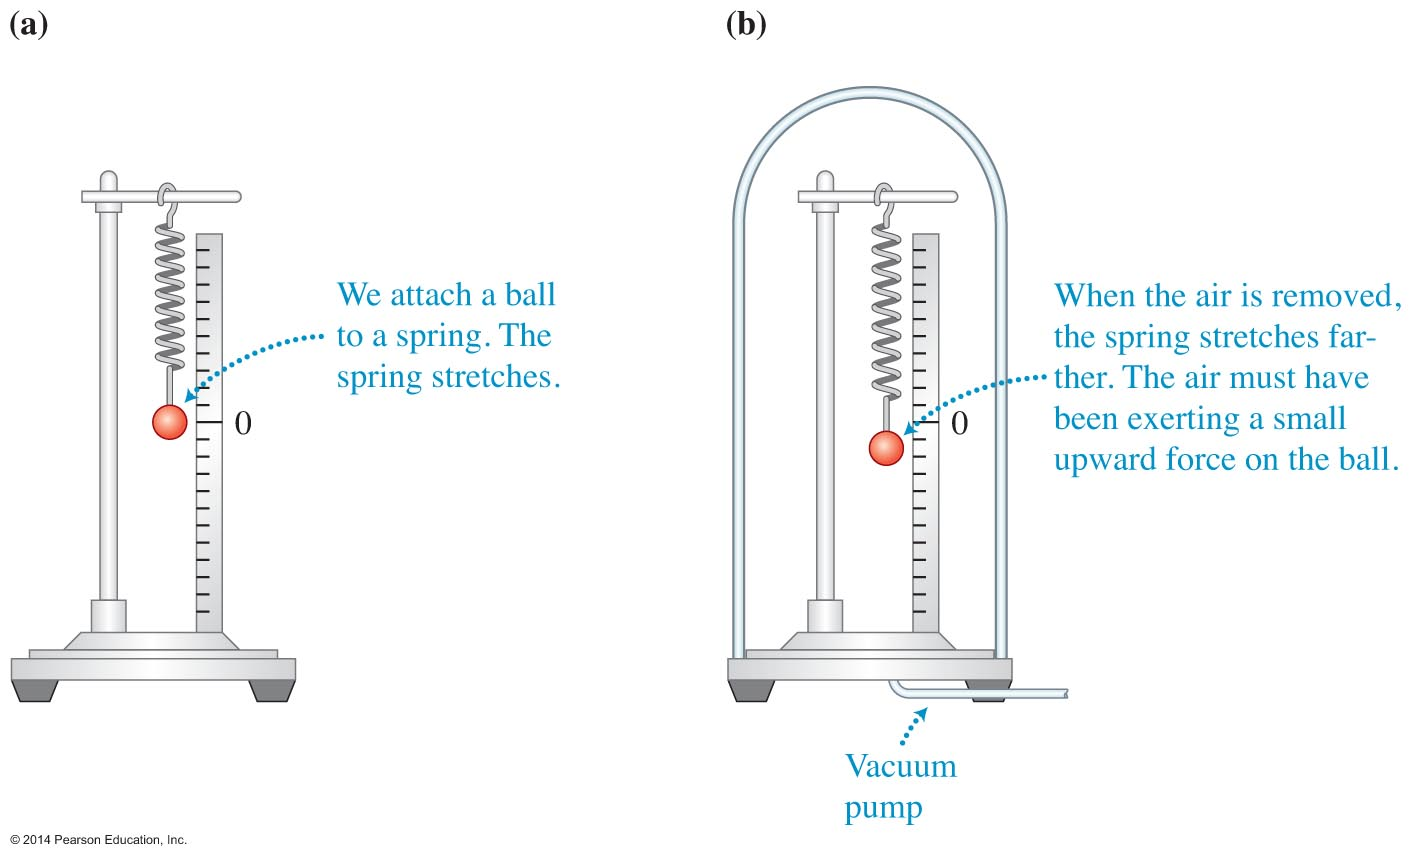 (a)
We attach a ball
to a spring. The
spring stretches.
0
(b)
When the air is removed,
the spring stretches far-
ther. The air must have
been exerting a small
upward force on the ball.
0
Vacuum
pump
© 2014 Pearson Education, Inc.